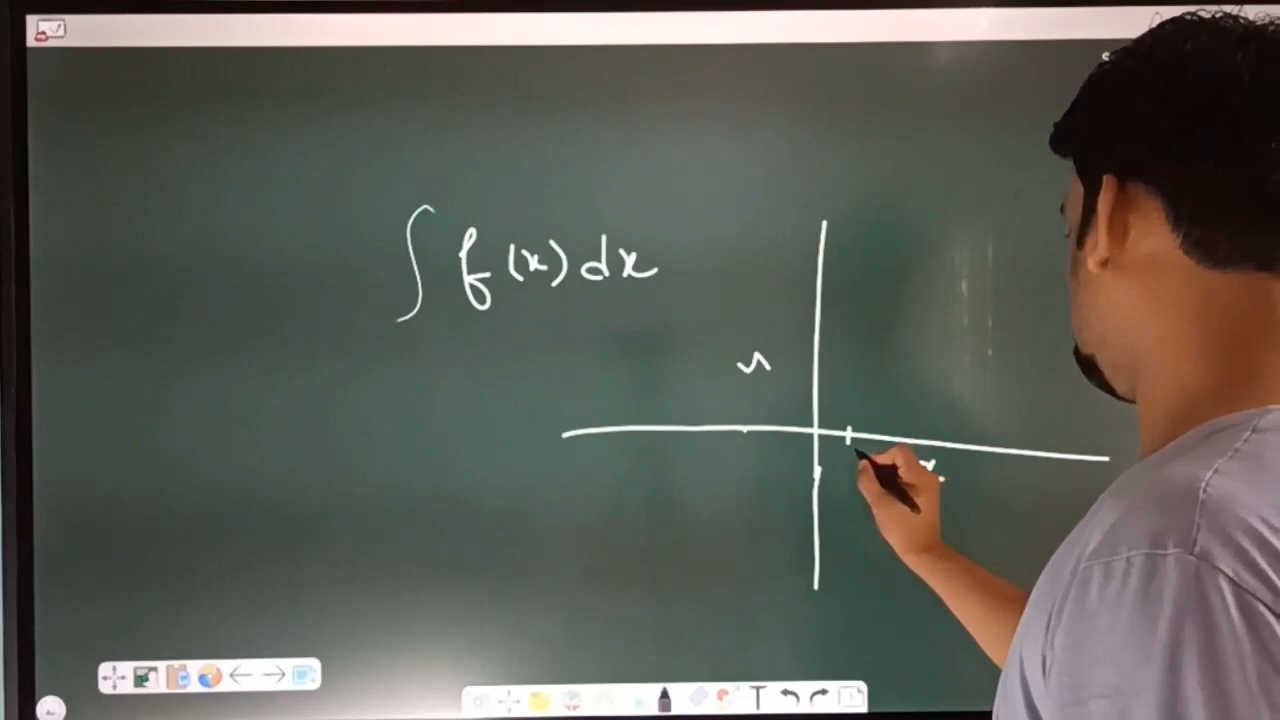 ∫ f(x) dx
x